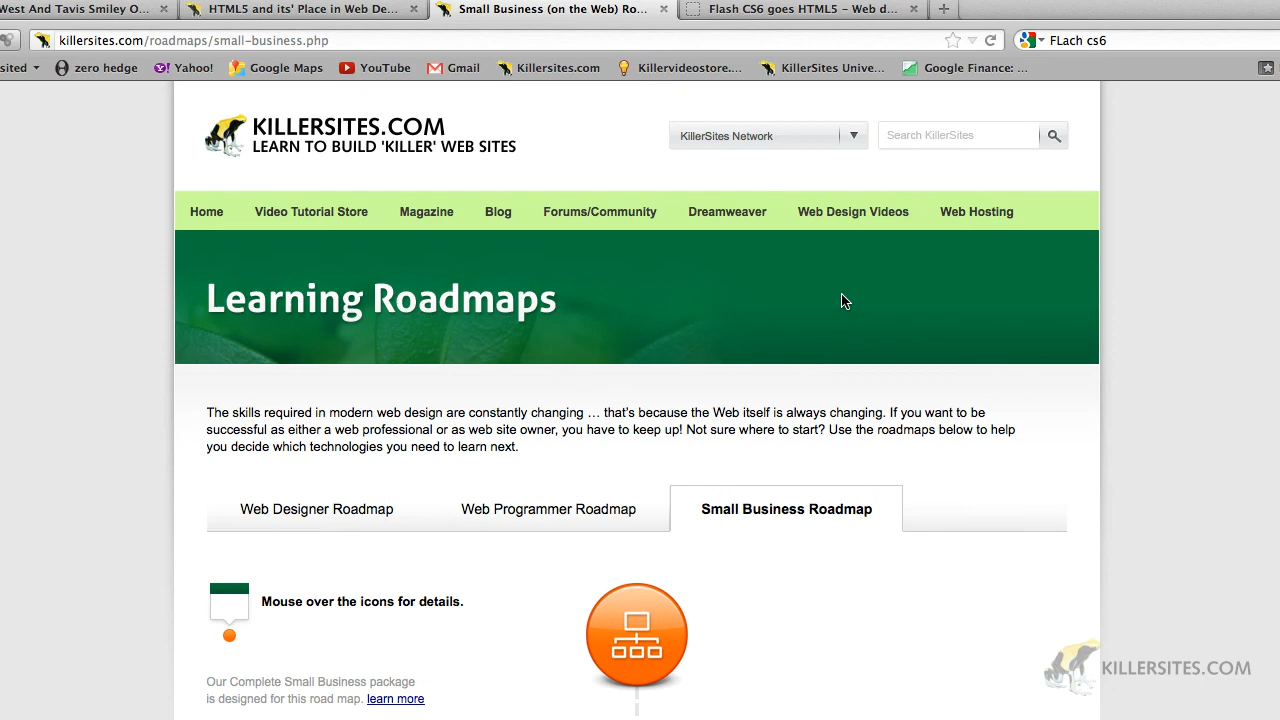 West And Tavis Smiley O...
HTML5 and its' Place in Web De...
Small Business (on the Web) Ro...
Flash CS6 goes HTML5 – Web d...
killersites.com/roadmaps/small-business.php
FLach cs6
sited
zero hedge
Yahoo!
Google Maps
YouTube
Gmail
Killersites.com
Killervideostore....
KillerSites Unive...
Google Finance: ...
KILLERSITES.COM
LEARN TO BUILD 'KILLER' WEB SITES
KillerSites Network
Search KillerSites
Home
Video Tutorial Store
Magazine
Blog
Forums/Community
Dreamweaver
Web Design Videos
Web Hosting
Learning Roadmaps
The skills required in modern web design are constantly changing … that's because the Web itself is always changing. If you want to be
successful as either a web professional or as web site owner, you have to keep up! Not sure where to start? Use the roadmaps below to help
you decide which technologies you need to learn next.
Web Designer Roadmap
Web Programmer Roadmap
Small Business Roadmap
Mouse over the icons for details.
Our Complete Small Business package
is designed for this road map. learn more
KILLERSITES.COM